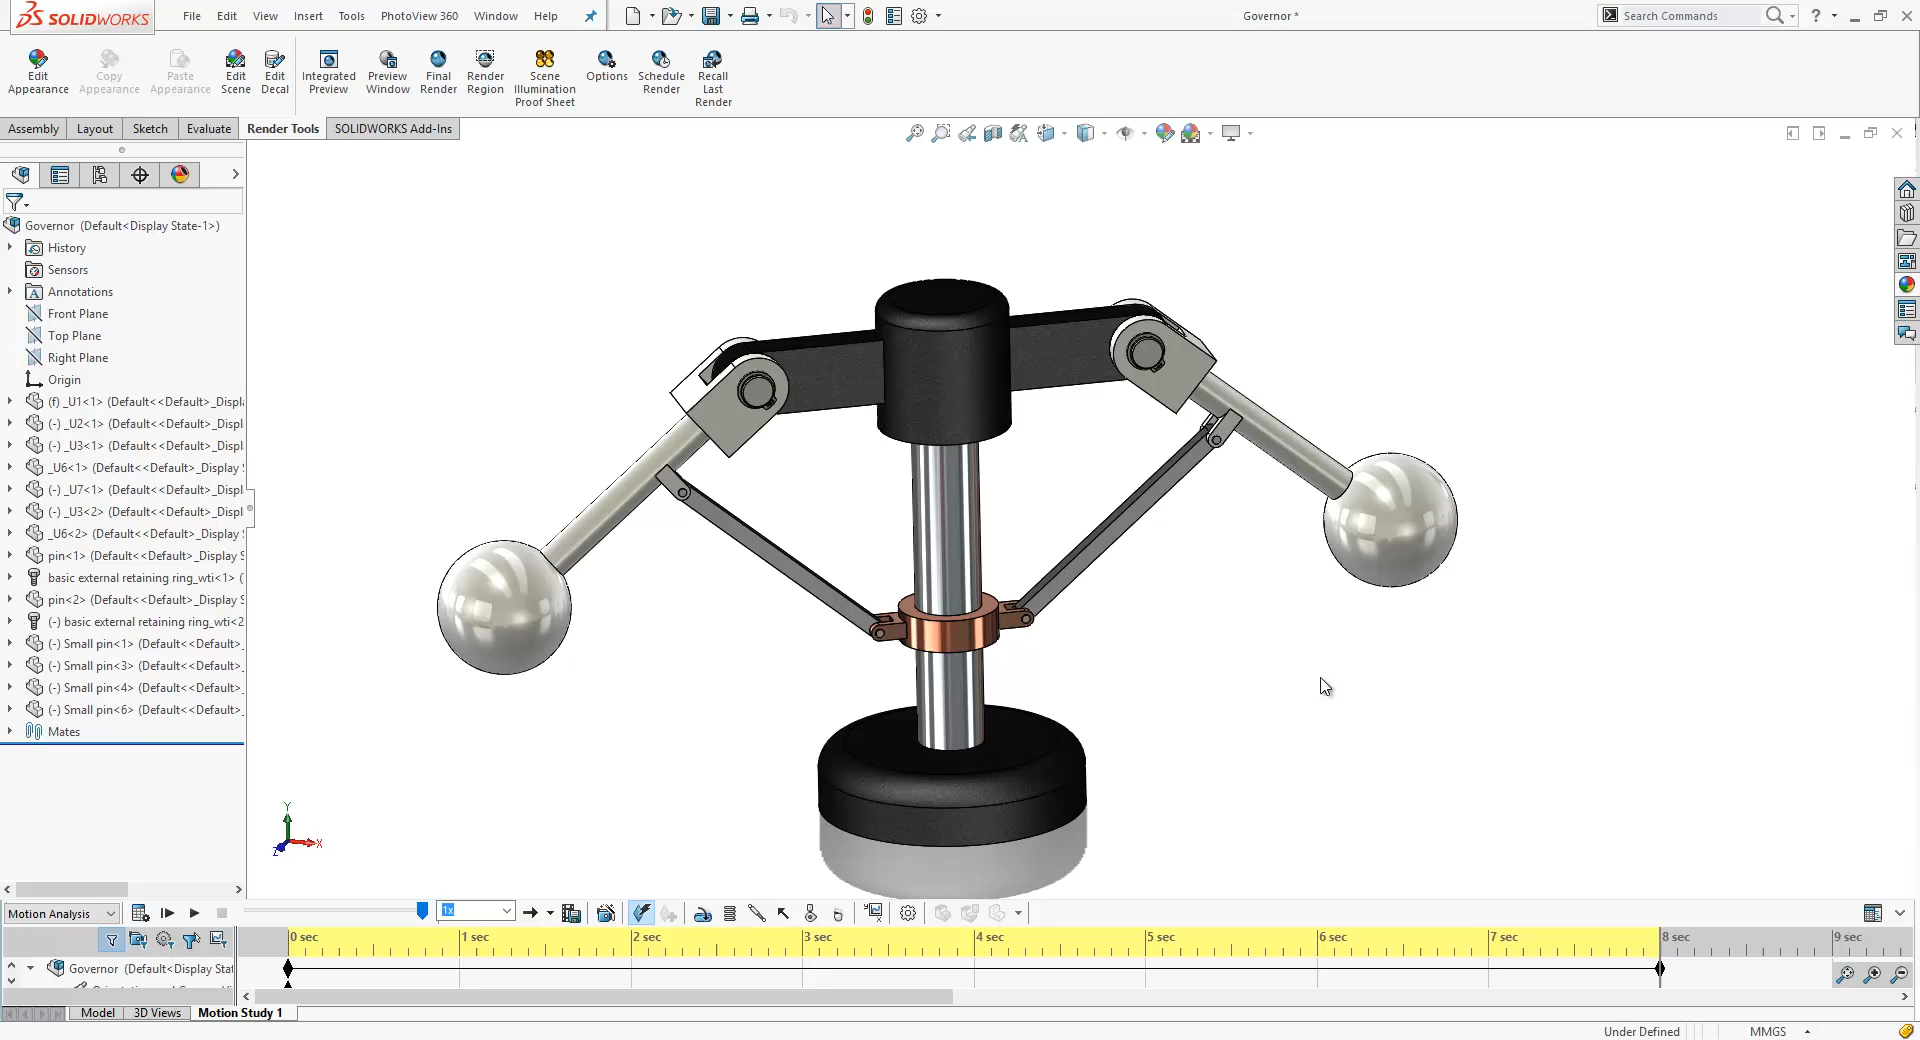 SOLIDWORKS File Edit View Insert Tools PhotoView 360 Window Help Governor * Search Commands ?
Edit Appearance
Copy Appearance
Paste Appearance
Edit Scene
Edit Decal
Integrated Preview
Preview Window
Final Render
Render Region
Scene Illumination Proof Sheet
Options
Schedule Render
Recall Last Render
Assembly Layout Sketch Evaluate Render Tools SOLIDWORKS Add-Ins
Governor (Default<Display State-1>)
History
Sensors
Annotations
Front Plane
Top Plane
Right Plane
Origin
(f) _U1<1> (Default<<Default>_Displ
(-) _U2<1> (Default<<Default>_Displ
(-) _U3<1> (Default<<Default>_Displ
_U6<1> (Default<<Default>_Display S
(-) _U7<1> (Default<<Default>_Displ
(-) _U3<2> (Default<<Default>_Displ
_U6<2> (Default<<Default>_Display S
pin<1> (Default<<Default>_Display S
basic external retaining ring_wti<1> (
pin<2> (Default<<Default>_Display S
(-) basic external retaining ring_wti<2
(-) Small pin<1> (Default<<Default>_
(-) Small pin<3> (Default<<Default>_
(-) Small pin<4> (Default<<Default>_
(-) Small pin<6> (Default<<Default>_
Mates
Y
X
Z
Motion Analysis 1x
0 sec 1 sec 2 sec 3 sec 4 sec 5 sec 6 sec 7 sec 8 sec 9 sec
Governor (Default<Display Sta
Model 3D Views Motion Study 1
Under Defined MMGS